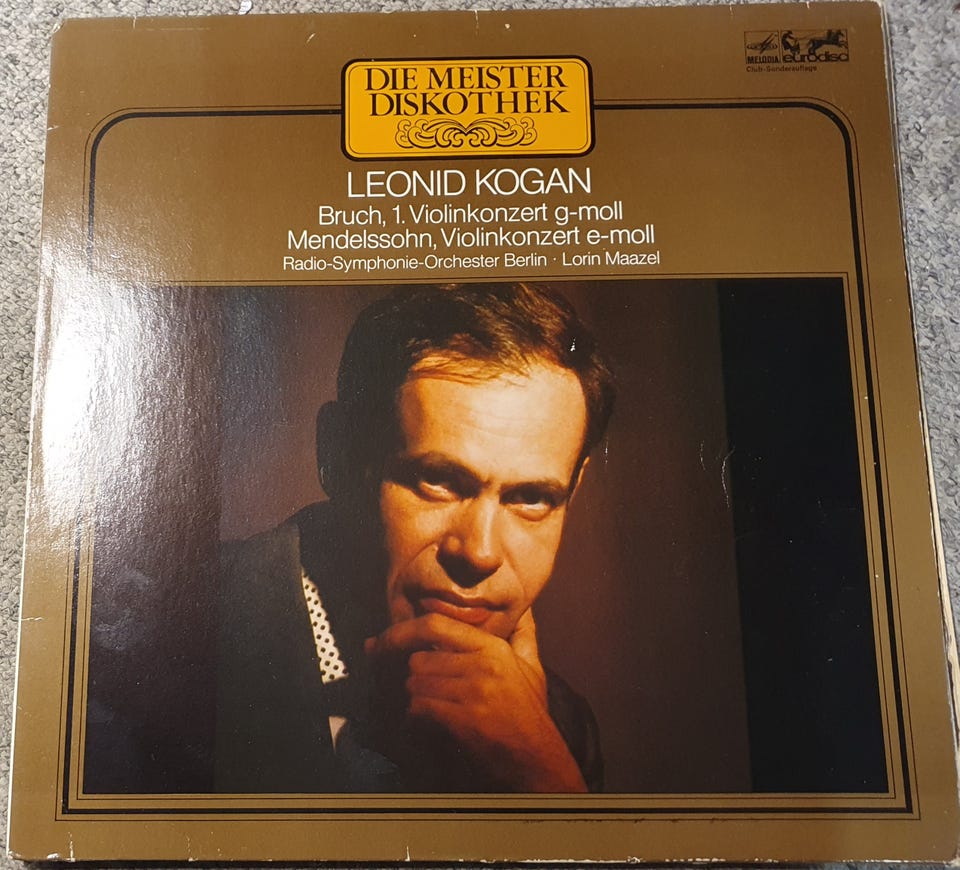 MELODIA eurodisc
Club-Sonderauflage
DIE MEISTER
DISKOTHEK
LEONID KOGAN
Bruch, 1. Violinkonzert g-moll
Mendelssohn, Violinkonzert e-moll
Radio-Symphonie-Orchester Berlin · Lorin Maazel